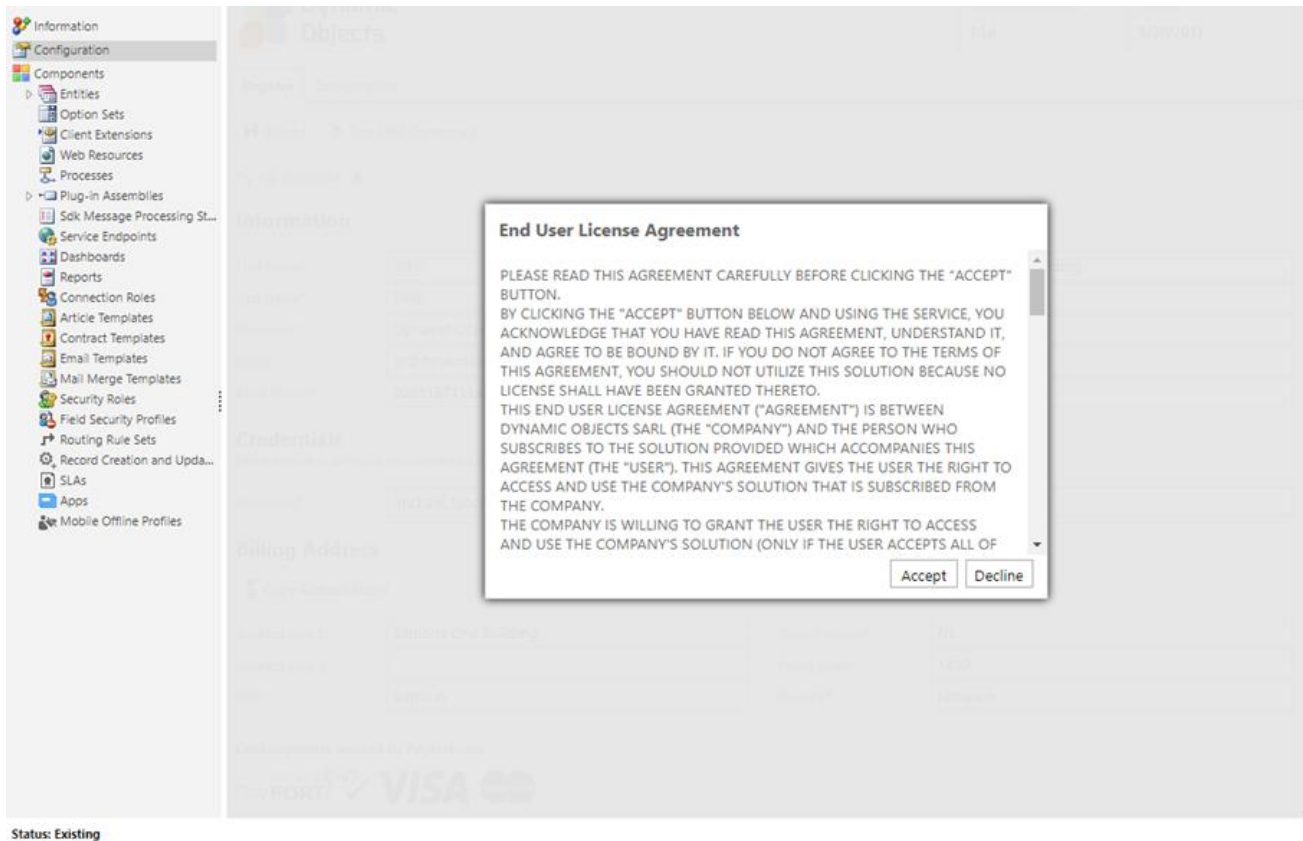 Information
Configuration
Components
Entities
Option Sets
Client Extensions
Web Resources
Processes
Plug-in Assemblies
Sdk Message Processing St...
Service Endpoints
Dashboards
Reports
Connection Roles
Article Templates
Contract Templates
Email Templates
Mail Merge Templates
Security Roles
Field Security Profiles
Routing Rule Sets
Record Creation and Upda...
SLAs
Apps
Mobile Offline Profiles
Objects
Information
Credentials
Billing Address
VISA
End User License Agreement
PLEASE READ THIS AGREEMENT CAREFULLY BEFORE CLICKING THE "ACCEPT"
BUTTON.
BY CLICKING THE "ACCEPT" BUTTON BELOW AND USING THE SERVICE, YOU
ACKNOWLEDGE THAT YOU HAVE READ THIS AGREEMENT, UNDERSTAND IT,
AND AGREE TO BE BOUND BY IT. IF YOU DO NOT AGREE TO THE TERMS OF
THIS AGREEMENT, YOU SHOULD NOT UTILIZE THIS SOLUTION BECAUSE NO
LICENSE SHALL HAVE BEEN GRANTED THERETO.
THIS END USER LICENSE AGREEMENT ("AGREEMENT") IS BETWEEN
DYNAMIC OBJECTS SARL (THE "COMPANY") AND THE PERSON WHO
SUBSCRIBES TO THE SOLUTION PROVIDED WHICH ACCOMPANIES THIS
AGREEMENT (THE "USER"). THIS AGREEMENT GIVES THE USER THE RIGHT TO
ACCESS AND USE THE COMPANY'S SOLUTION THAT IS SUBSCRIBED FROM
THE COMPANY.
THE COMPANY IS WILLING TO GRANT THE USER THE RIGHT TO ACCESS
AND USE THE COMPANY'S SOLUTION (ONLY IF THE USER ACCEPTS ALL OF
Accept Decline
Status: Existing